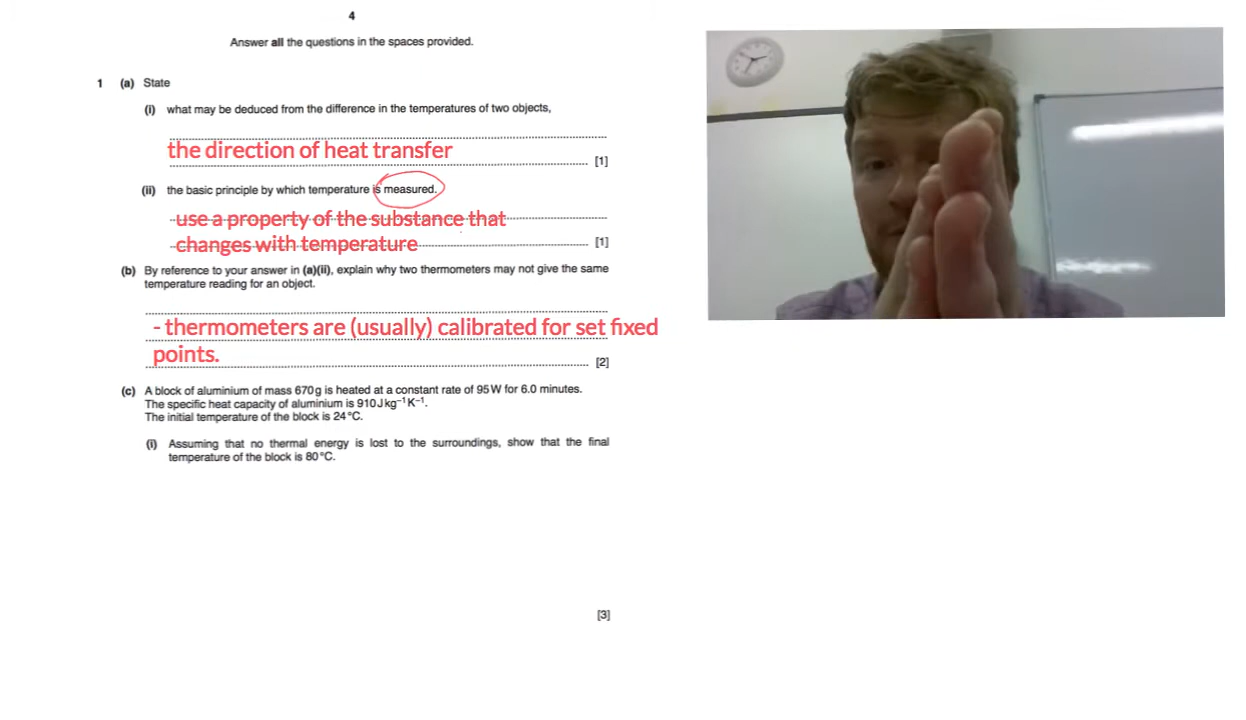 4
Answer all the questions in the spaces provided.
1 (a) State
(i) what may be deduced from the difference in the temperatures of two objects,
the direction of heat transfer
[1]
(ii) the basic principle by which temperature is measured.
use a property of the substance that
changes with temperature
[1]
(b) By reference to your answer in (a)(ii), explain why two thermometers may not give the same
temperature reading for an object.
- thermometers are (usually) calibrated for set fixed
points.
[2]
(c) A block of aluminium of mass 670g is heated at a constant rate of 95W for 6.0 minutes.
The specific heat capacity of aluminium is 910Jkg⁻¹K⁻¹.
The initial temperature of the block is 24°C.
(i) Assuming that no thermal energy is lost to the surroundings, show that the final
temperature of the block is 80°C.
[3]